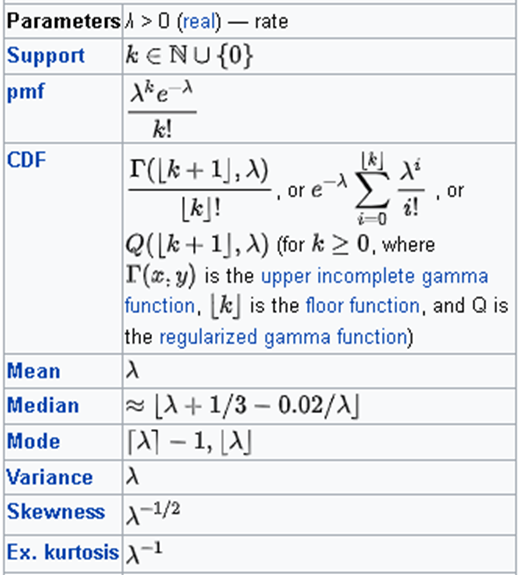 Parameters λ > 0 (real) — rate
Support k ∈ ℕ ∪ {0}
pmf λᵏe⁻λ / k!
CDF Γ(⌊k + 1⌋, λ) / ⌊k⌋! , or e⁻λ ∑ᵢ₌₀^⌊k⌋ λⁱ / i! , or
Q(⌊k + 1⌋, λ) (for k ≥ 0, where
Γ(x, y) is the upper incomplete gamma
function, ⌊k⌋ is the floor function, and Q is
the regularized gamma function)
Mean λ
Median ≈ ⌊λ + 1/3 − 0.02/λ⌋
Mode ⌈λ⌉ − 1, ⌊λ⌋
Variance λ
Skewness λ⁻¹/²
Ex. kurtosis λ⁻¹